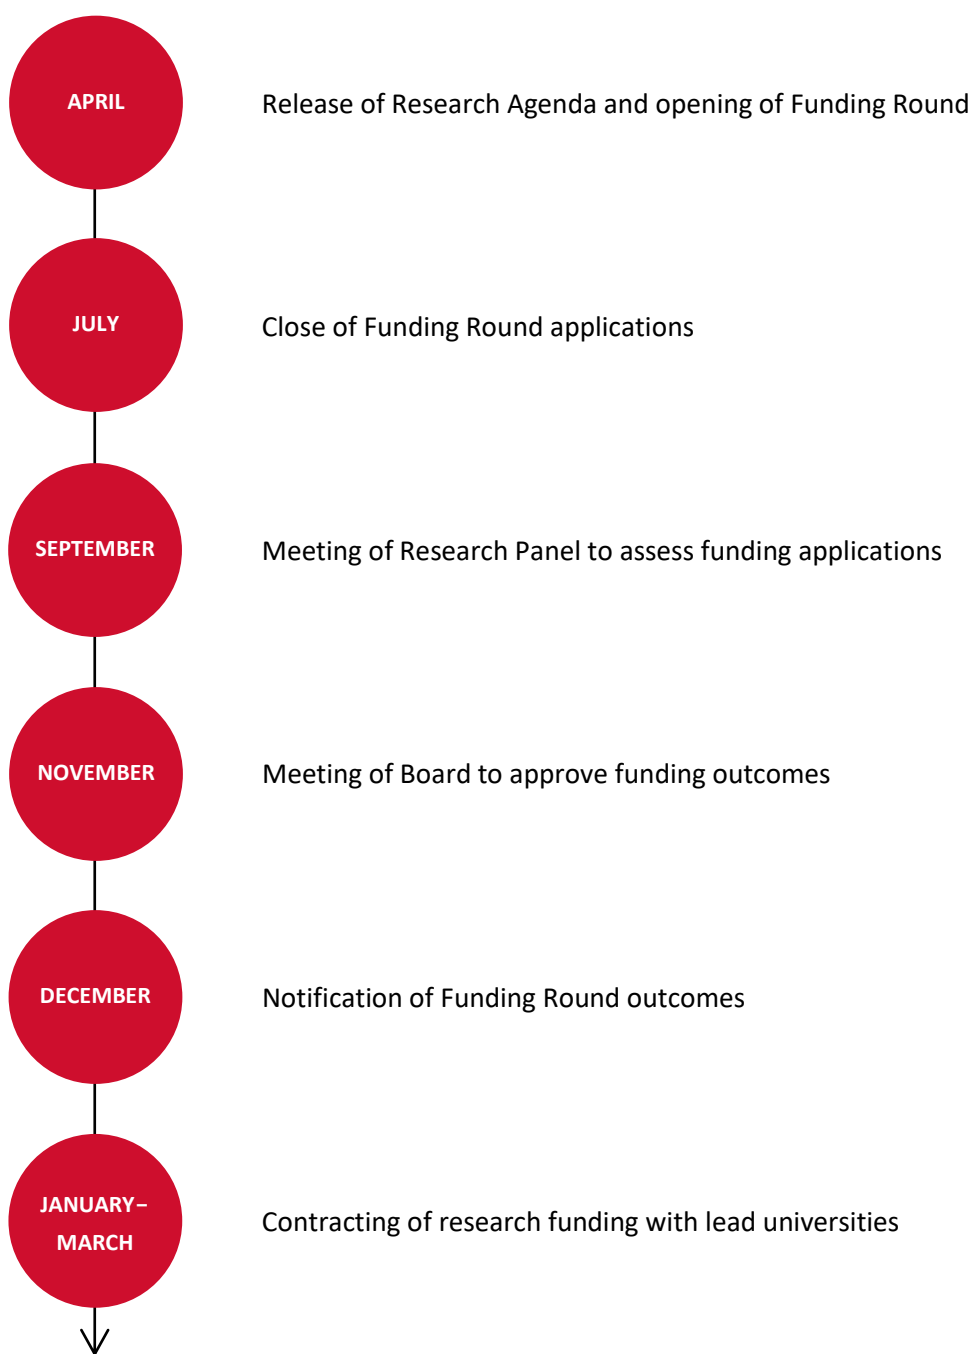 APRIL
Release of Research Agenda and opening of Funding Round
JULY
Close of Funding Round applications
SEPTEMBER
Meeting of Research Panel to assess funding applications
NOVEMBER
Meeting of Board to approve funding outcomes
DECEMBER
Notification of Funding Round outcomes
JANUARY–
MARCH
Contracting of research funding with lead universities